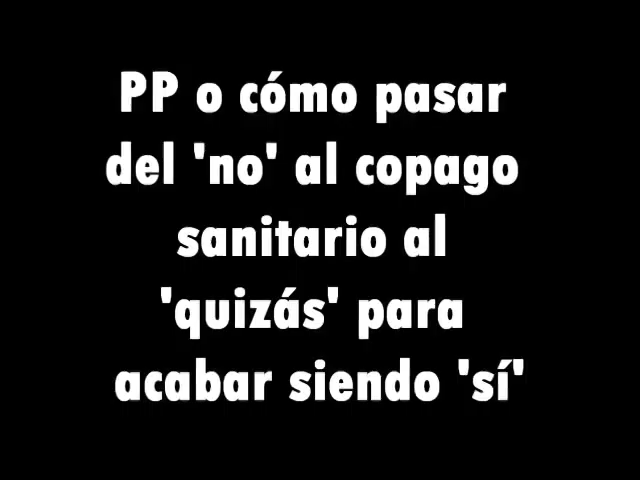 PP o cómo pasar
del 'no' al copago
sanitario al
'quizás' para
acabar siendo 'sí'